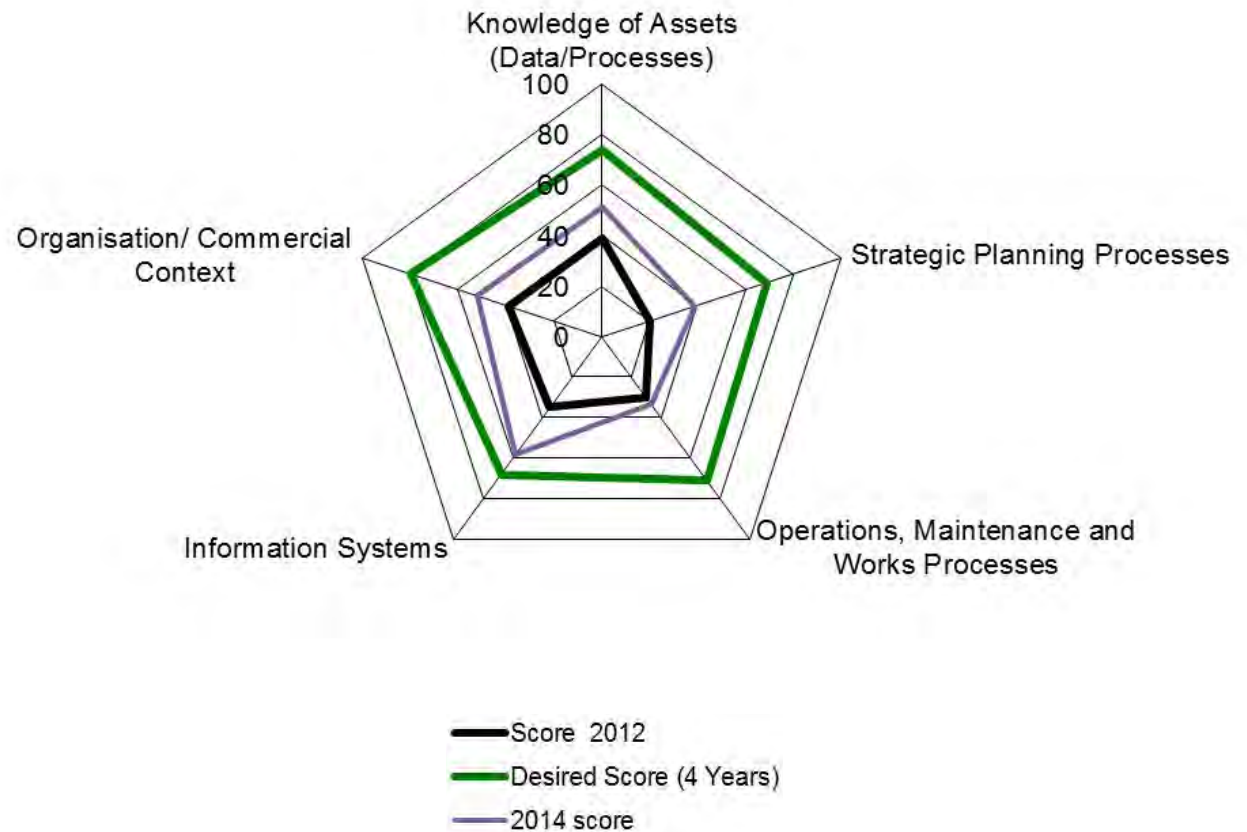 Knowledge of Assets
(Data/Processes)
100
80
60
40
20
0
Organisation/ Commercial
Context
Strategic Planning Processes
Information Systems
Operations, Maintenance and
Works Processes
Score  2012
Desired Score (4 Years)
2014 score